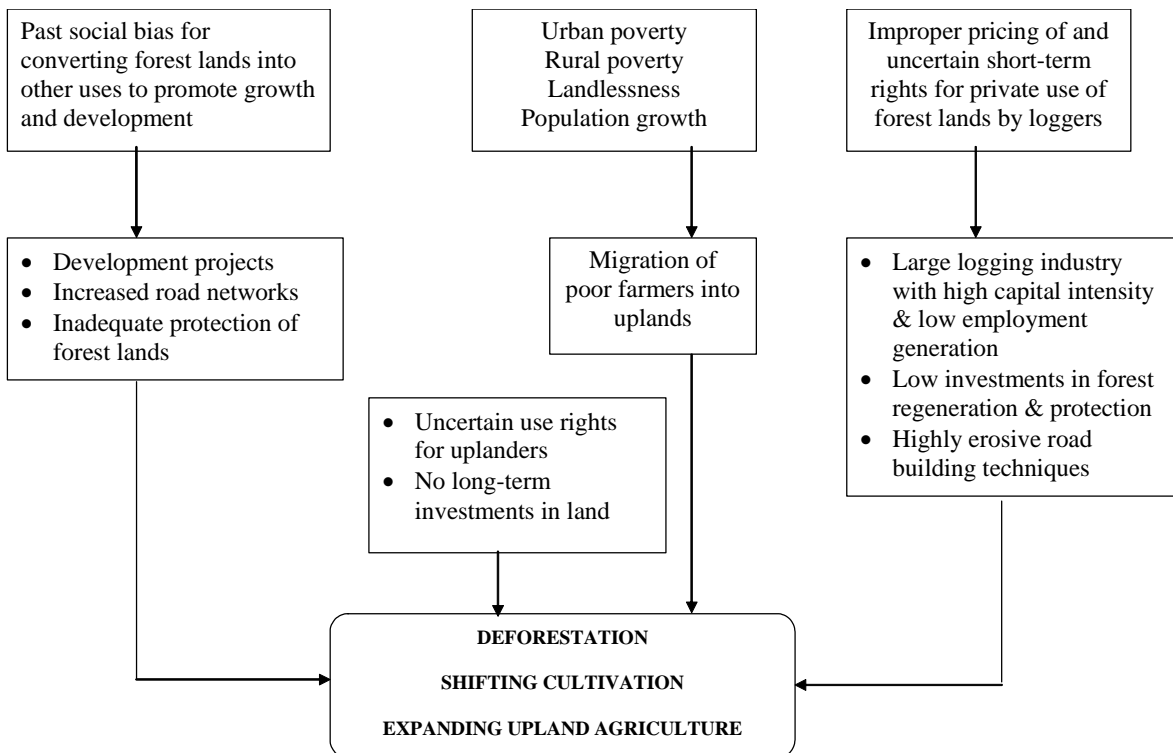 Past social bias for
converting forest lands into
other uses to promote growth
and development
Urban poverty
Rural poverty
Landlessness
Population growth
Improper pricing of and
uncertain short-term
rights for private use of
forest lands by loggers
• Development projects
• Increased road networks
• Inadequate protection of
forest lands
Migration of
poor farmers into
uplands
• Large logging industry
with high capital intensity
& low employment
generation
• Low investments in forest
regeneration & protection
• Highly erosive road
building techniques
• Uncertain use rights
for uplanders
• No long-term
investments in land
DEFORESTATION
SHIFTING CULTIVATION
EXPANDING UPLAND AGRICULTURE